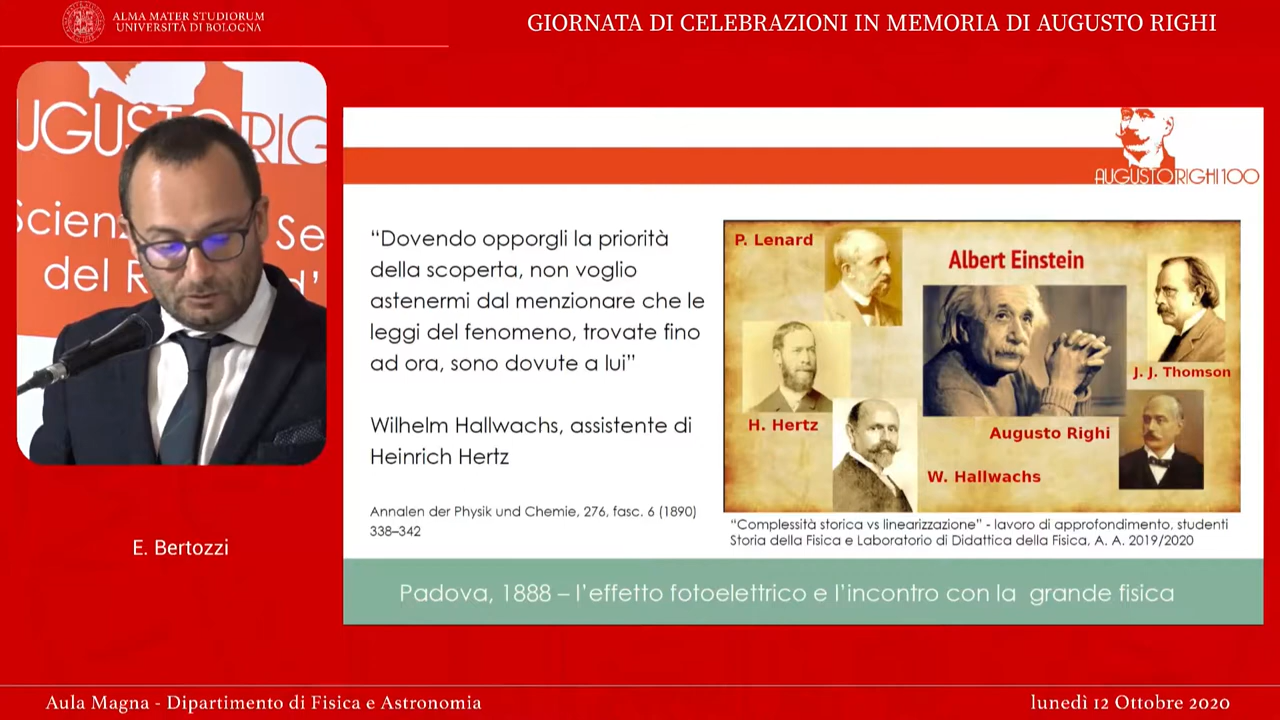 ALMA MATER STUDIORUM
UNIVERSITÀ DI BOLOGNA
GIORNATA DI CELEBRAZIONI IN MEMORIA DI AUGUSTO RIGHI
UGUSTO RIG
Scien Se
del R d'
E. Bertozzi
AUGUSTO RIGHI 100
“Dovendo opporgli la priorità
della scoperta, non voglio
astenermi dal menzionare che le
leggi del fenomeno, trovate fino
ad ora, sono dovute a lui”
Wilhelm Hallwachs, assistente di
Heinrich Hertz
Annalen der Physik und Chemie, 276, fasc. 6 (1890)
338–342
P. Lenard
Albert Einstein
J. J. Thomson
H. Hertz
Augusto Righi
W. Hallwachs
“Complessità storica vs linearizzazione” - lavoro di approfondimento, studenti
Storia della Fisica e Laboratorio di Didattica della Fisica, A. A. 2019/2020
Padova, 1888 – l’effetto fotoelettrico e l’incontro con la grande fisica
Aula Magna - Dipartimento di Fisica e Astronomia
lunedì 12 Ottobre 2020